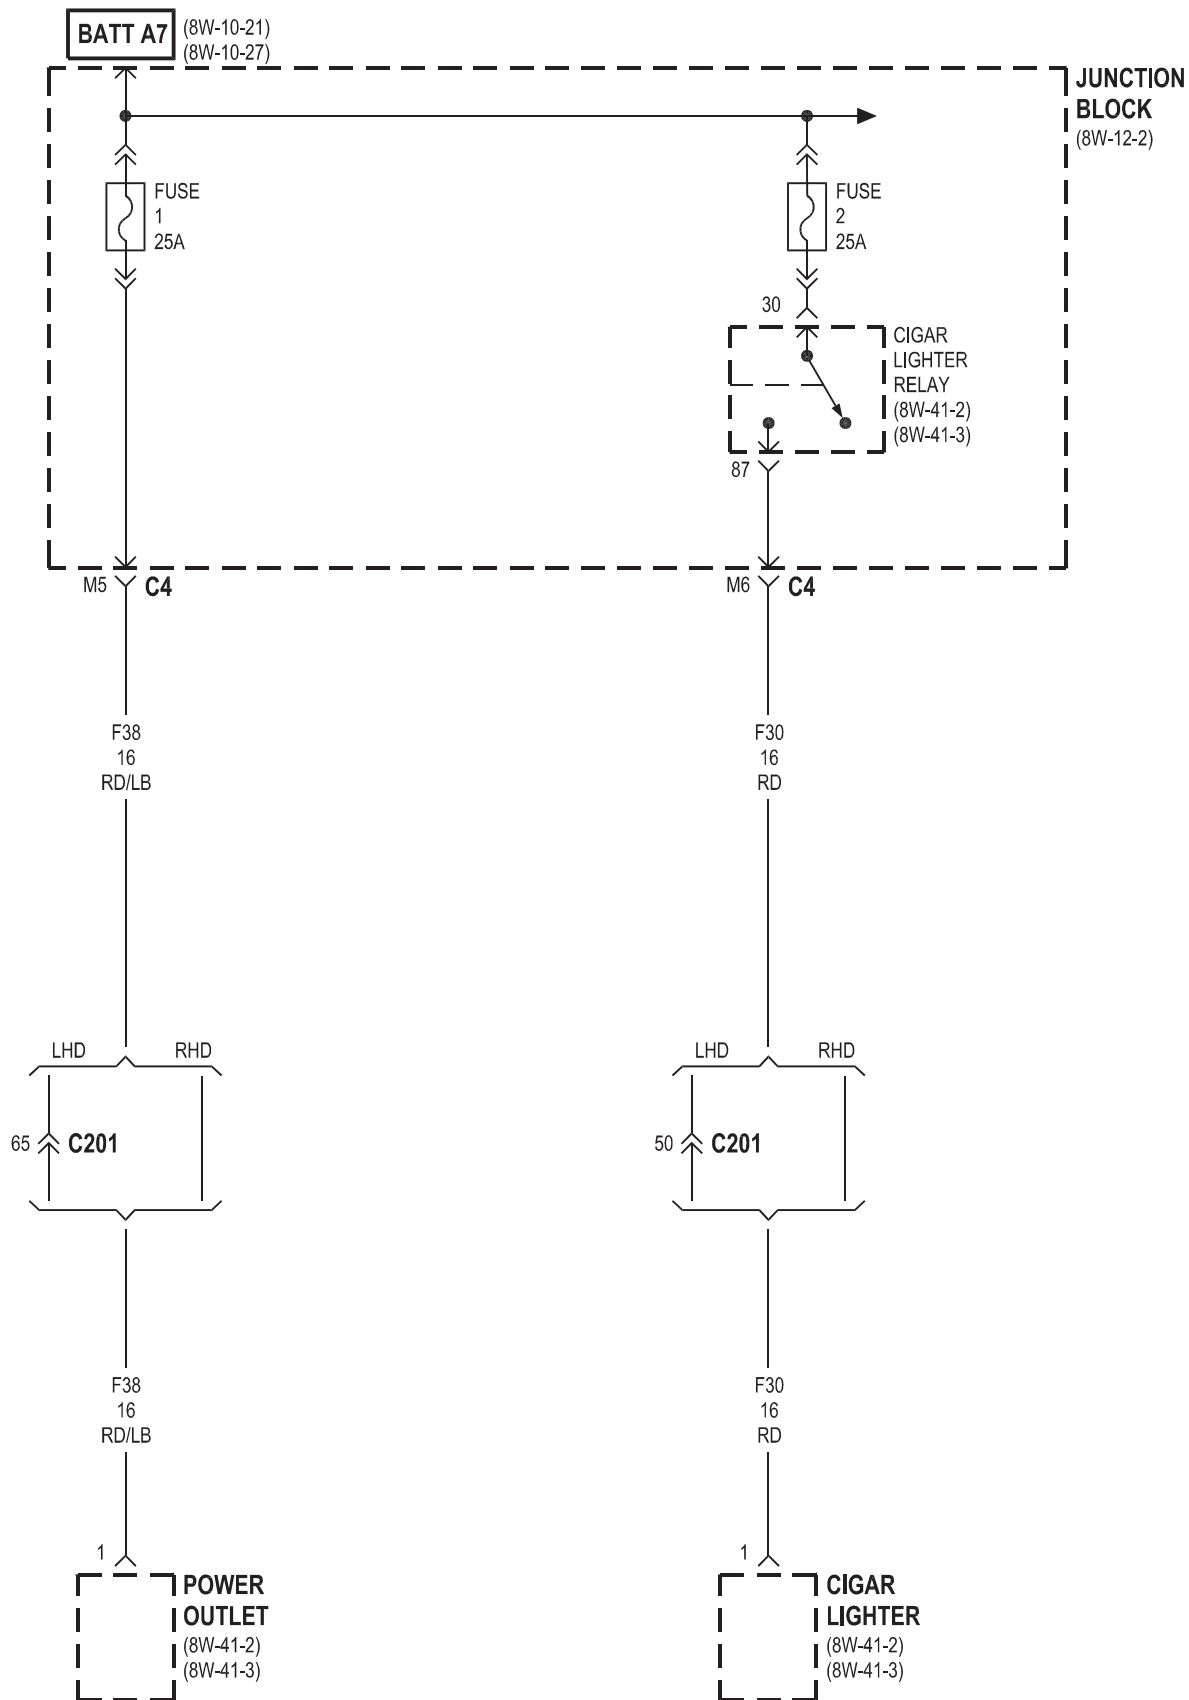 BATT A7
(8W-10-21)
(8W-10-27)
JUNCTION
BLOCK
(8W-12-2)
FUSE
1
25A
FUSE
2
25A
30
CIGAR
LIGHTER
RELAY
(8W-41-2)
(8W-41-3)
87
M5
C4
M6
C4
F38
16
RD/LB
F30
16
RD
LHD
RHD
LHD
RHD
65
C201
50
C201
F38
16
RD/LB
F30
16
RD
1
POWER
OUTLET
(8W-41-2)
(8W-41-3)
1
CIGAR
LIGHTER
(8W-41-2)
(8W-41-3)